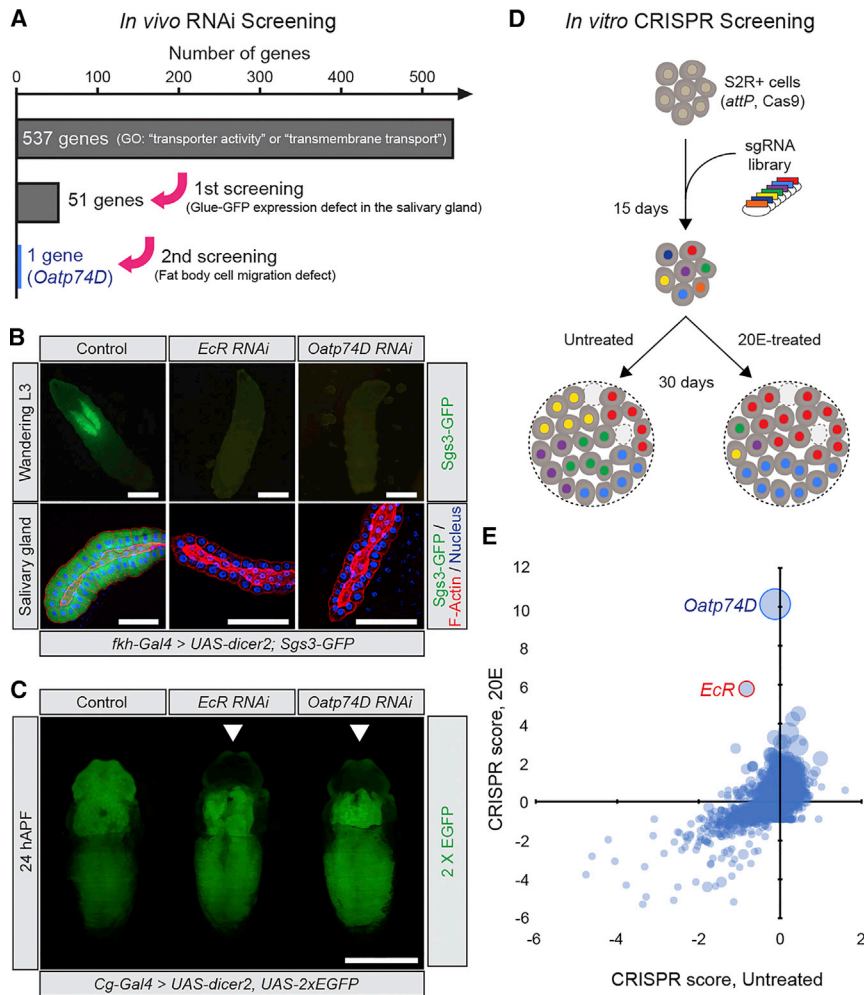 A
In vivo RNAi Screening
Number of genes
0 100 200 300 400 500
537 genes (GO: “transporter activity” or “transmembrane transport”)
51 genes
1st screening
(Glue-GFP expression defect in the salivary gland)
1 gene
(Oatp74D)
2nd screening
(Fat body cell migration defect)
B
Control EcR RNAi Oatp74D RNAi
Wandering L3
Sgs3-GFP
Salivary gland
Sgs3-GFP /
F-Actin / Nucleus
fkh-Gal4 > UAS-dicer2; Sgs3-GFP
C
Control EcR RNAi Oatp74D RNAi
24 hAPF
2 X EGFP
Cg-Gal4 > UAS-dicer2, UAS-2xEGFP
D
In vitro CRISPR Screening
S2R+ cells
(attP, Cas9)
sgRNA
library
15 days
Untreated
20E-treated
30 days
E
CRISPR score, 20E
12
10
8
6
4
2
0
-2
-4
-6
Oatp74D
EcR
-6 -4 -2 0 2
CRISPR score, Untreated